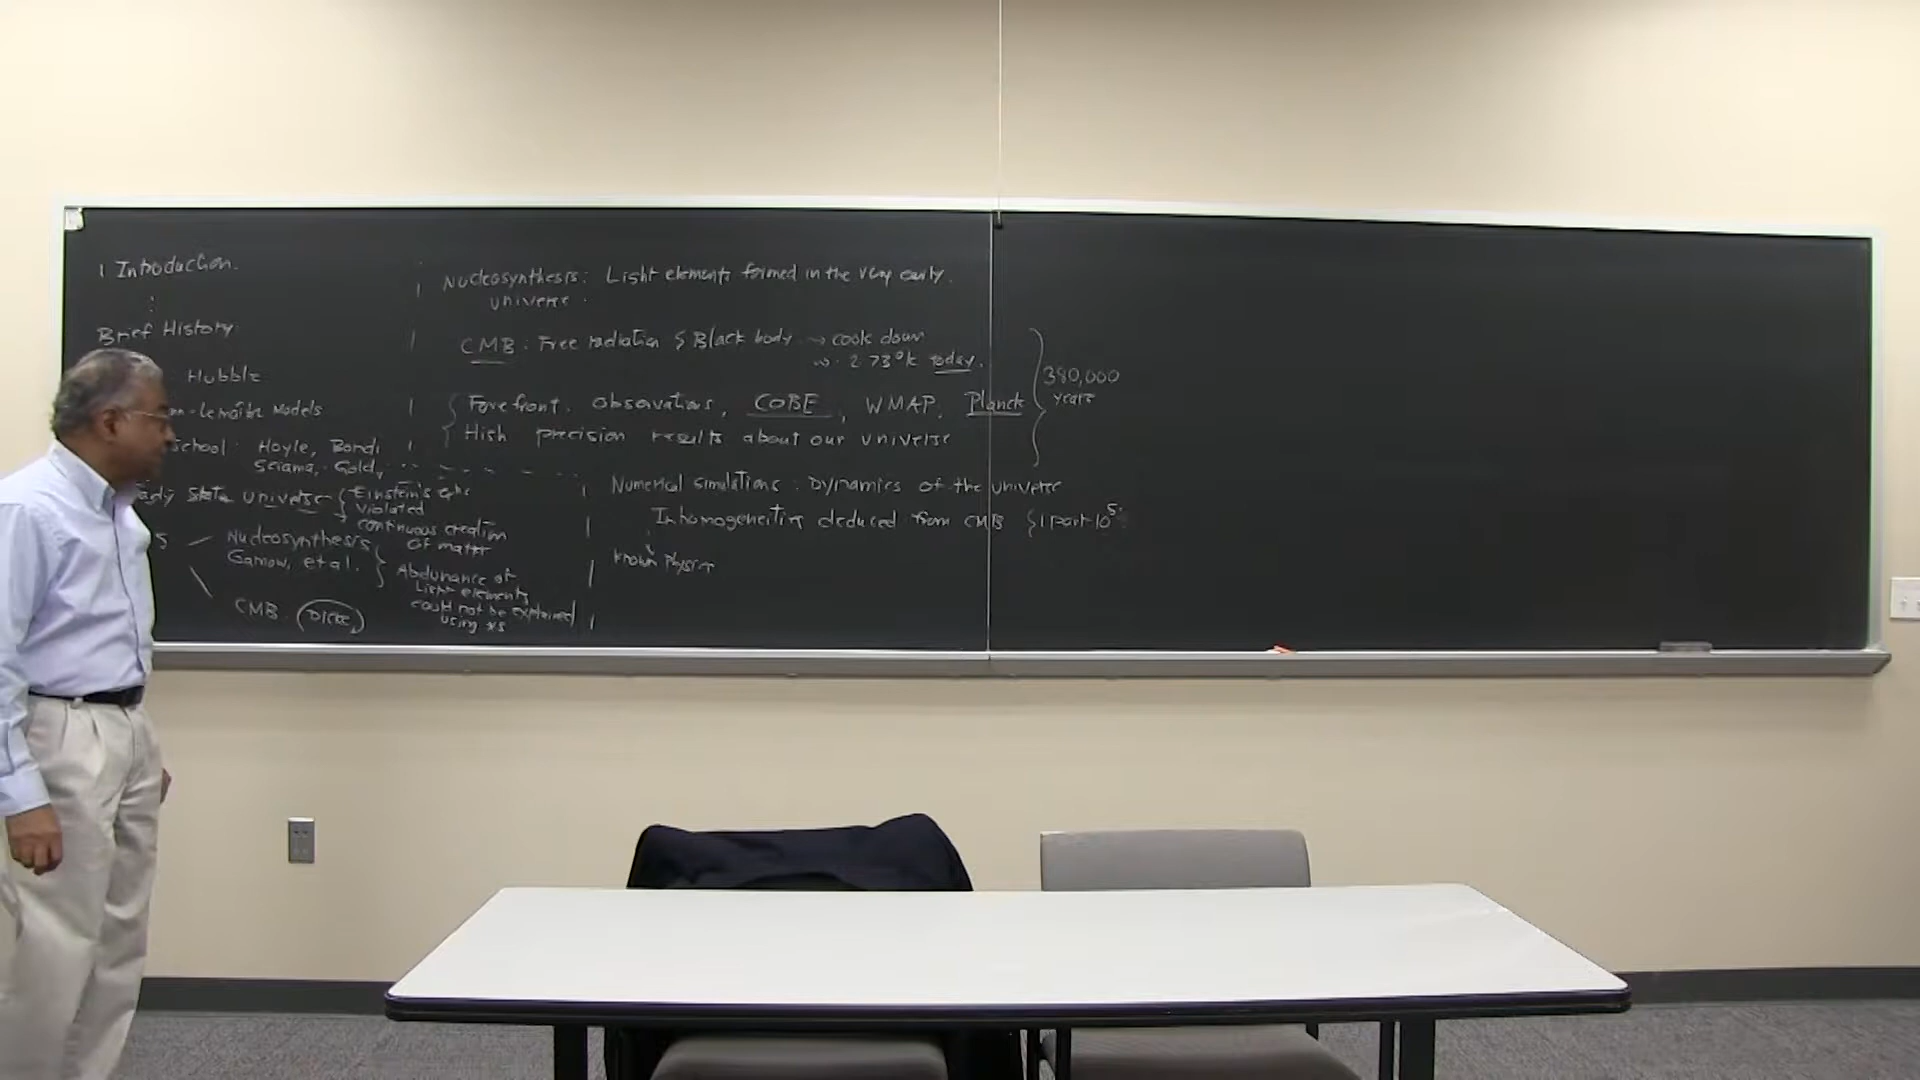 1 Introduction.
Brief History
Hubble
-Lemaître Models
School: Hoyle, Bondi
Sciama, Gold,
State Universe { Einstein's
violated
continuous creation
of matter
Nucleosynthesis
Gamow, et al.
Abdunance of
Light elements
could not be explained
using *s
CMB. Dicke,
Nucleosynthesis: Light elements formed in the very early
universe.
CMB: Free radiation & Black body → cools down
→ 2.73°K today.
Forefront. Observations, COBE, WMAP, Planck
High precision results about our universe
380,000
years
Numerical simulations: Dynamics of the universe
Inhomogeneities deduced from CMB { 1 part 10⁵
known Physics